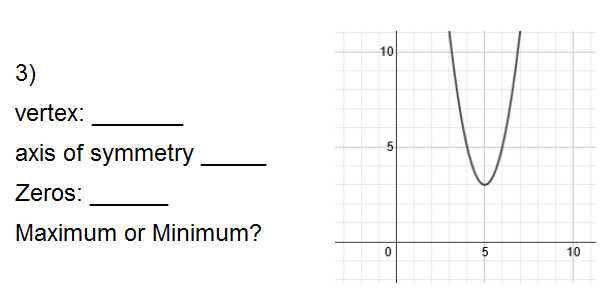 3)
vertex: _______
axis of symmetry _____
Zeros: ______
Maximum or Minimum?
10
5
0 5 10